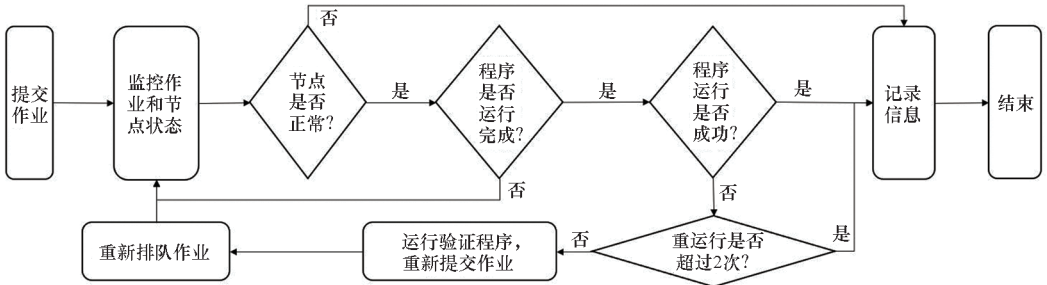 提交
作业
监控作
业和节
点状态
节点
是否
正常?
否
是
程序
是否
运行
完成?
是
否
程序
运行
是否
成功?
是
否
记录
信息
结束
重运行是否
超过2次?
是
否
运行验证程序，
重新提交作业
重新排队作业